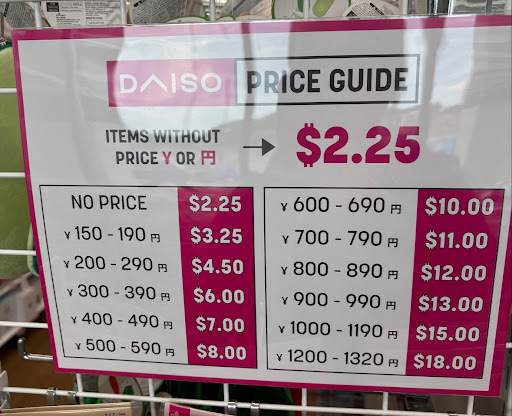 DAISO PRICE GUIDE
ITEMS WITHOUT
PRICE ¥ OR 円 → $2.25
NO PRICE $2.25
¥ 150 - 190 円 $3.25
¥ 200 - 290 円 $4.50
¥ 300 - 390 円 $6.00
¥ 400 - 490 円 $7.00
¥ 500 - 590 円 $8.00
¥ 600 - 690 円 $10.00
¥ 700 - 790 円 $11.00
¥ 800 - 890 円 $12.00
¥ 900 - 990 円 $13.00
¥ 1000 - 1190 円 $15.00
¥ 1200 - 1320 円 $18.00